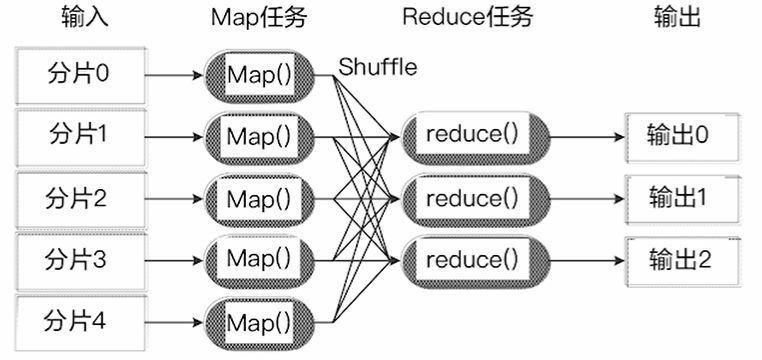 输入 Map任务 Reduce任务 输出
分片0 Map() Shuffle
分片1 Map() reduce() 输出0
分片2 Map() reduce() 输出1
分片3 Map() reduce() 输出2
分片4 Map()